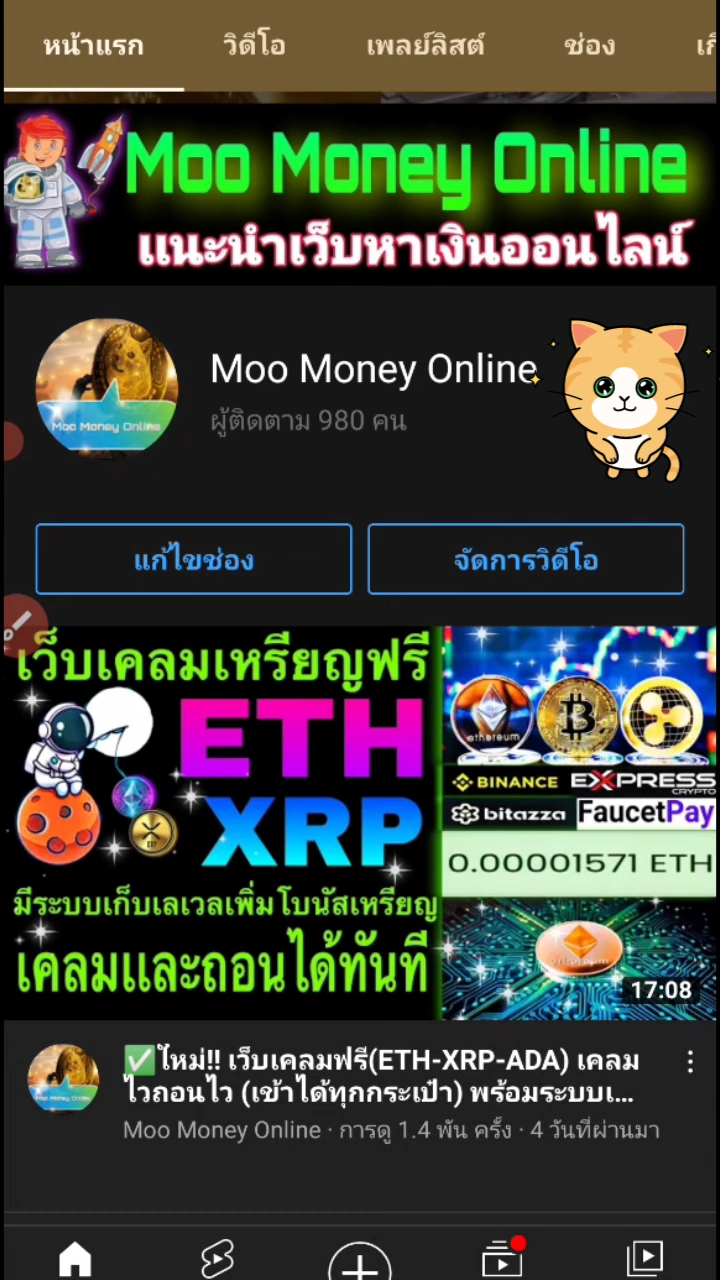 หน้าแรก
วิดีโอ
เพลย์ลิสต์
ช่อง
Moo Money Online
แนะนำเว็บหาเงินออนไลน์
Moo Money Online
Moo Money Online
ผู้ติดตาม 980 คน
แก้ไขช่อง
จัดการวิดีโอ
เว็บเคลมเหรียญฟรี
ETH
XRP
มีระบบเก็บเลเวลเพิ่มโบนัสเหรียญ
เคลมและถอนได้ทันที
ethereum
BINANCE
EXPRESS
CRYPTO
bitazza
FaucetPay
0.00001571 ETH
17:08
✅ใหม่!! เว็บเคลมฟรี(ETH-XRP-ADA) เคลม
ไวถอนไว (เข้าได้ทุกกระเป๋า) พร้อมระบบเ...
Moo Money Online · การดู 1.4 พัน ครั้ง · 4 วันที่ผ่านมา